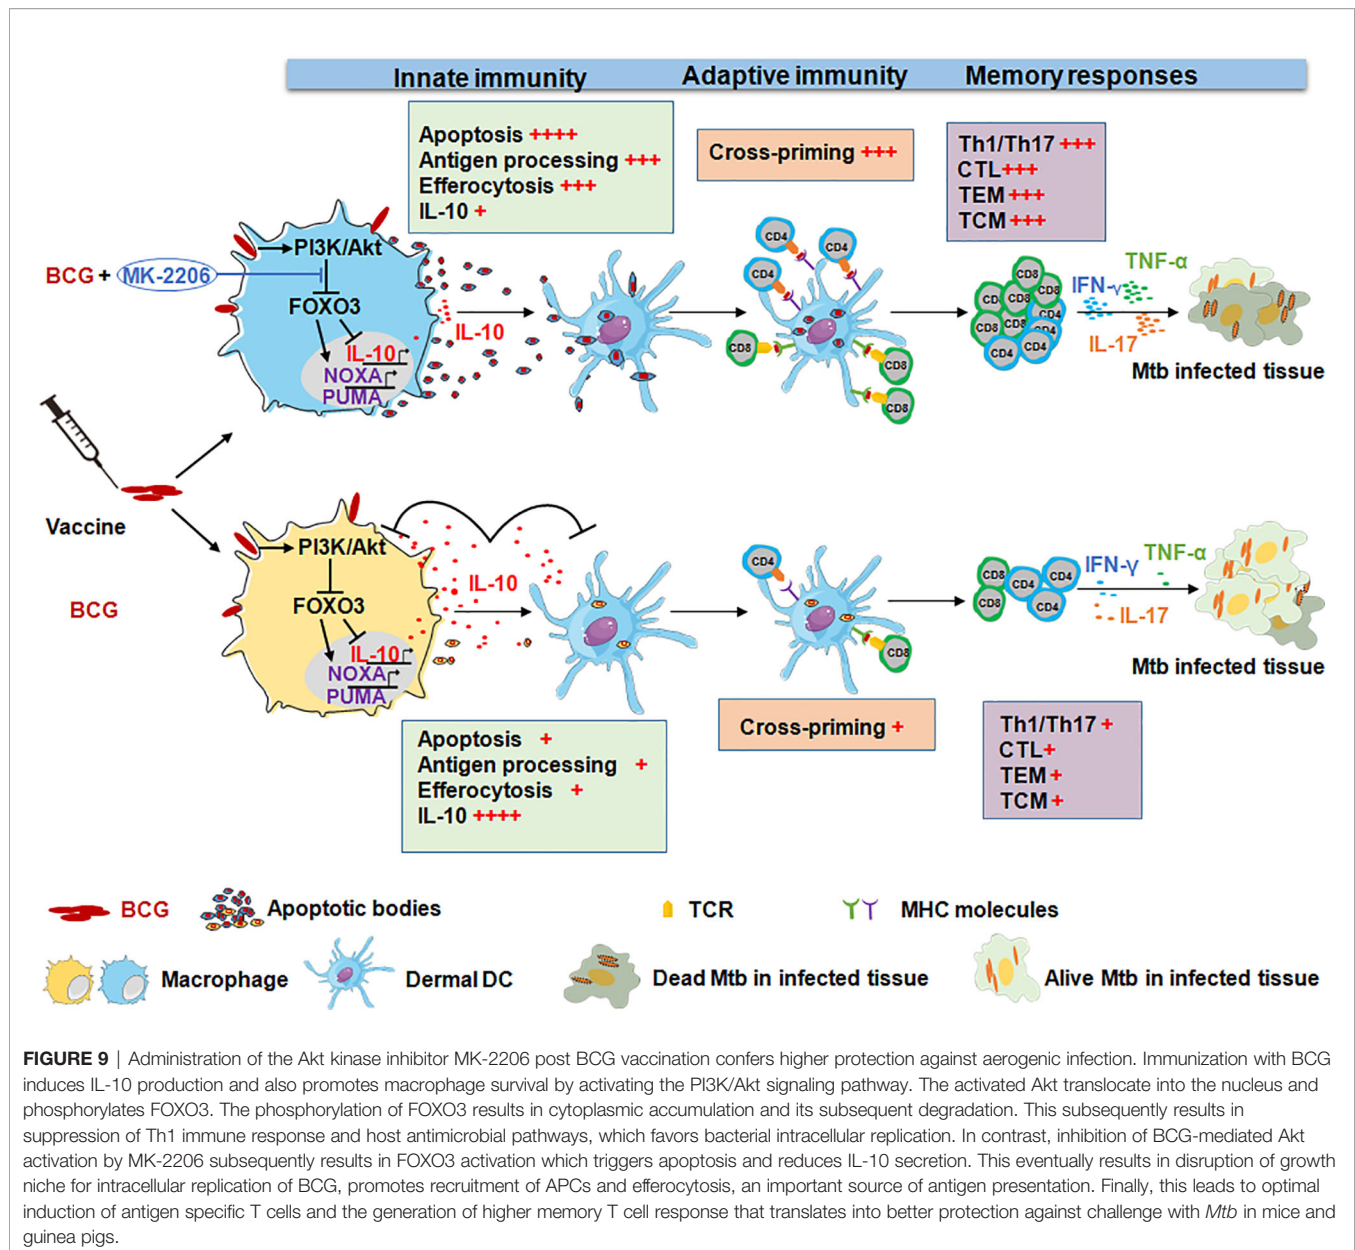 Innate immunity
Adaptive immunity
Memory responses
Apoptosis ++++
Antigen processing +++
Efferocytosis +++
IL-10 +
Cross-priming +++
Th1/Th17 +++
CTL+++
TEM +++
TCM +++
BCG + MK-2206
PI3K/Akt
FOXO3
IL-10
NOXA
PUMA
IL-10
CD4
CD4
CD4
CD8
CD8
CD8
CD8
CD8
CD8
CD8
CD8
CD4
CD4
CD4
CD4
IFN-γ
TNF-α
IL-17
Mtb infected tissue
Vaccine
BCG
PI3K/Akt
FOXO3
IL-10
NOXA
PUMA
IL-10
CD4
CD8
CD8
CD8
CD4
CD4
CD4
IFN-γ
TNF-α
IL-17
Mtb infected tissue
Apoptosis +
Antigen processing +
Efferocytosis +
IL-10 ++++
Cross-priming +
Th1/Th17 +
CTL+
TEM +
TCM +
BCG
Apoptotic bodies
TCR
MHC molecules
Macrophage
Dermal DC
Dead Mtb in infected tissue
Alive Mtb in infected tissue
FIGURE 9 | Administration of the Akt kinase inhibitor MK-2206 post BCG vaccination confers higher protection against aerogenic infection. Immunization with BCG
induces IL-10 production and also promotes macrophage survival by activating the PI3K/Akt signaling pathway. The activated Akt translocate into the nucleus and
phosphorylates FOXO3. The phosphorylation of FOXO3 results in cytoplasmic accumulation and its subsequent degradation. This subsequently results in
suppression of Th1 immune response and host antimicrobial pathways, which favors bacterial intracellular replication. In contrast, inhibition of BCG-mediated Akt
activation by MK-2206 subsequently results in FOXO3 activation which triggers apoptosis and reduces IL-10 secretion. This eventually results in disruption of growth
niche for intracellular replication of BCG, promotes recruitment of APCs and efferocytosis, an important source of antigen presentation. Finally, this leads to optimal
induction of antigen specific T cells and the generation of higher memory T cell response that translates into better protection against challenge with Mtb in mice and
guinea pigs.